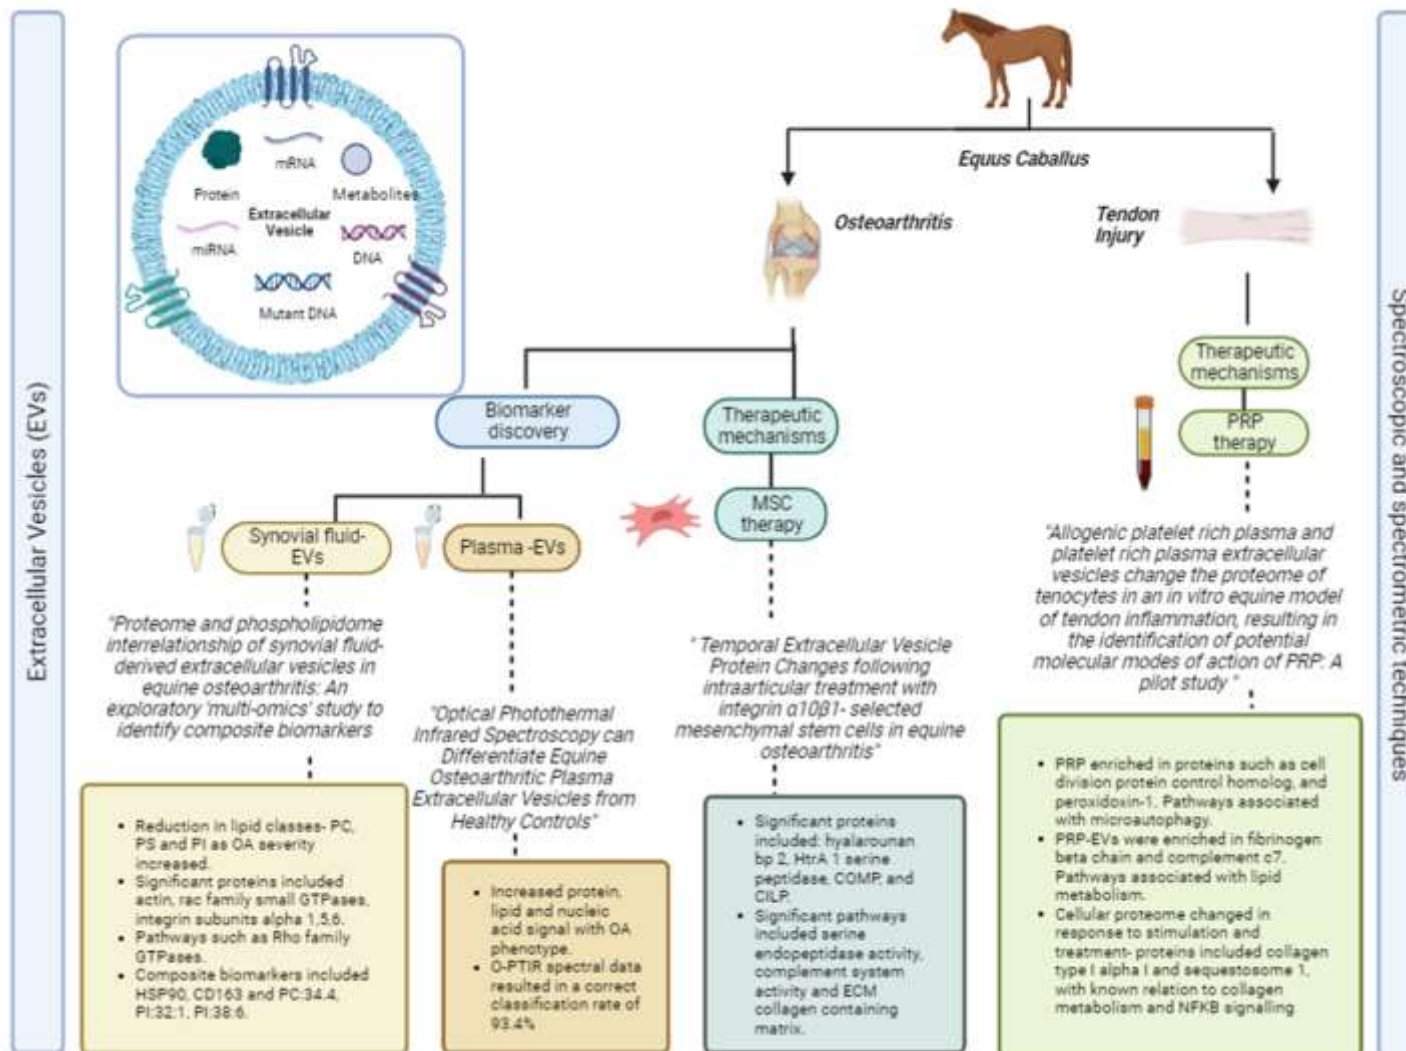 Extracellular Vesicles (EVs)
Protein
mRNA
Metabolites
Extracellular
Vesicle
miRNA
DNA
Mutant DNA
Equus Caballus
Osteoarthritis
Tendon
Injury
Biomarker
discovery
Therapeutic
mechanisms
Therapeutic
mechanisms
PRP
therapy
Synovial fluid-
EVs
Plasma -EVs
MSC
therapy
"Proteome and phospholipidome
interrelationship of synovial fluid-
derived extracellular vesicles in
equine osteoarthritis: An
exploratory 'multi-omics' study to
identify composite biomarkers
"Optical Photothermal
Infrared Spectroscopy can
Differentiate Equine
Osteoarthritic Plasma
Extracellular Vesicles from
Healthy Controls"
" Temporal Extracellular Vesicle
Protein Changes following
intraarticular treatment with
integrin α10β1- selected
mesenchymal stem cells in equine
osteoarthritis"
"Allogenic platelet rich plasma and
platelet rich plasma extracellular
vesicles change the proteome of
tenocytes in an in vitro equine model
of tendon inflammation, resulting in
the identification of potential
molecular modes of action of PRP: A
pilot study "
• Reduction in lipid classes- PC,
PS and PI as OA severity
increased.
• Significant proteins included
actin, rac family small GTPases,
integrin subunits alpha 1,5,6.
• Pathways such as Rho family
GTPases.
• Composite biomarkers included
HSP90, CD163 and PC:34.4,
PI:32:1, PI:38:6.
• Increased protein,
lipid and nucleic
acid signal with OA
phenotype.
• O-PTIR spectral data
resulted in a correct
classification rate of
93.4%
• Significant proteins
included: hyalarounan
bp 2, HtrA 1 serine
peptidase, COMP, and
CILP.
• Significant pathways
included serine
endopeptidase activity,
complement system
activity and ECM
collagen containing
matrix.
• PRP enriched in proteins such as cell
division protein control homolog, and
peroxidoxin-1. Pathways associated
with microautophagy.
• PRP-EVs were enriched in fibrinogen
beta chain and complement c7.
Pathways associated with lipid
metabolism.
• Cellular proteome changed in
response to stimulation and
treatment- proteins included collagen
type I alpha I and sequestosome 1,
with known relation to collagen
metabolism and NFKB signalling
Spectroscopic and spectrometric techniques